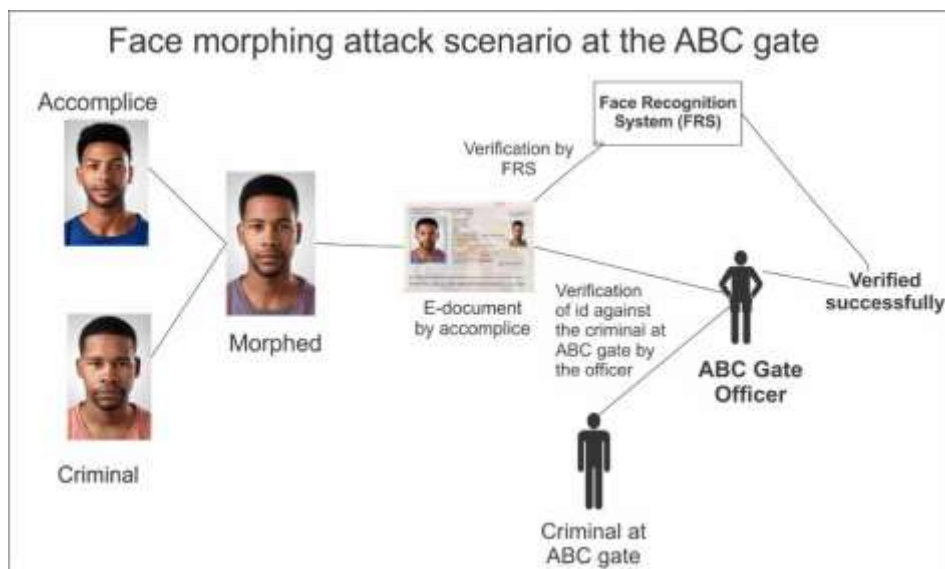 Face morphing attack scenario at the ABC gate
Accomplice
Face Recognition
System (FRS)
Verification by
FRS
Morphed
E-document
by accomplice
Verification
of id against
the criminal at
ABC gate by
the officer
Verified
successfully
ABC Gate
Officer
Criminal
Criminal at
ABC gate